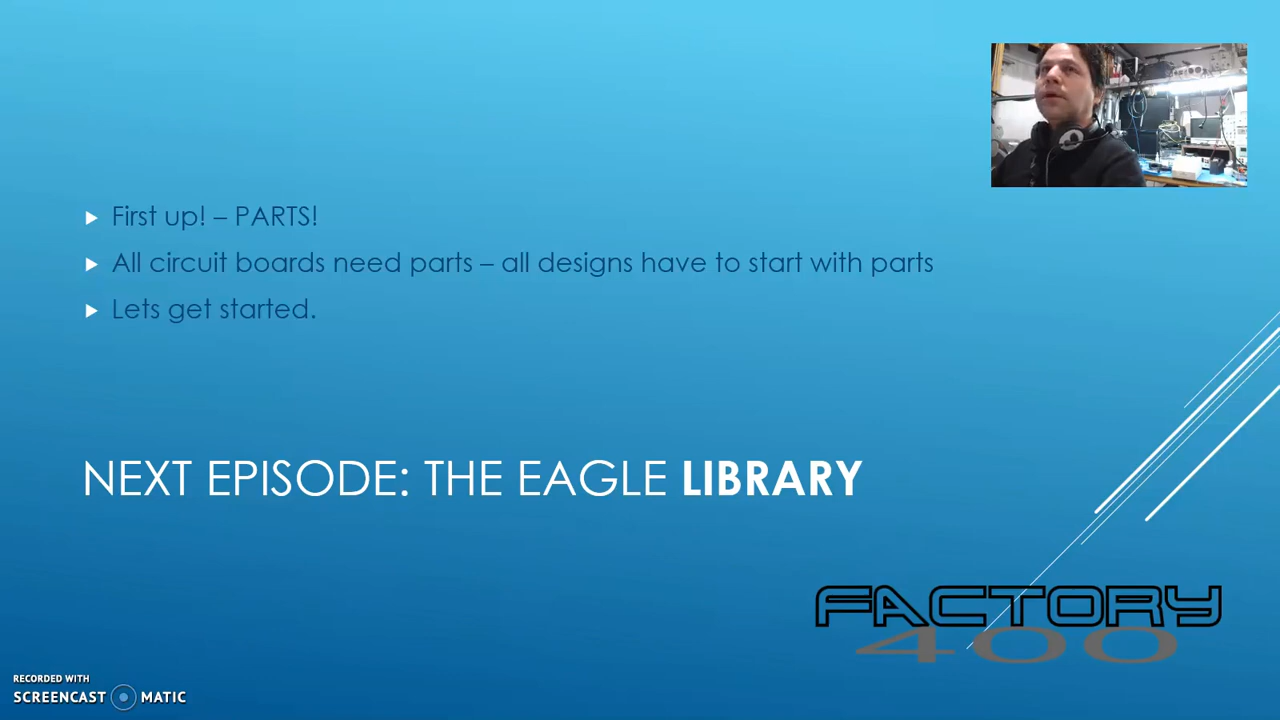 First up! – PARTS!
All circuit boards need parts – all designs have to start with parts
Lets get started.
NEXT EPISODE: THE EAGLE LIBRARY
FACTORY
400
RECORDED WITH
SCREENCAST MATIC